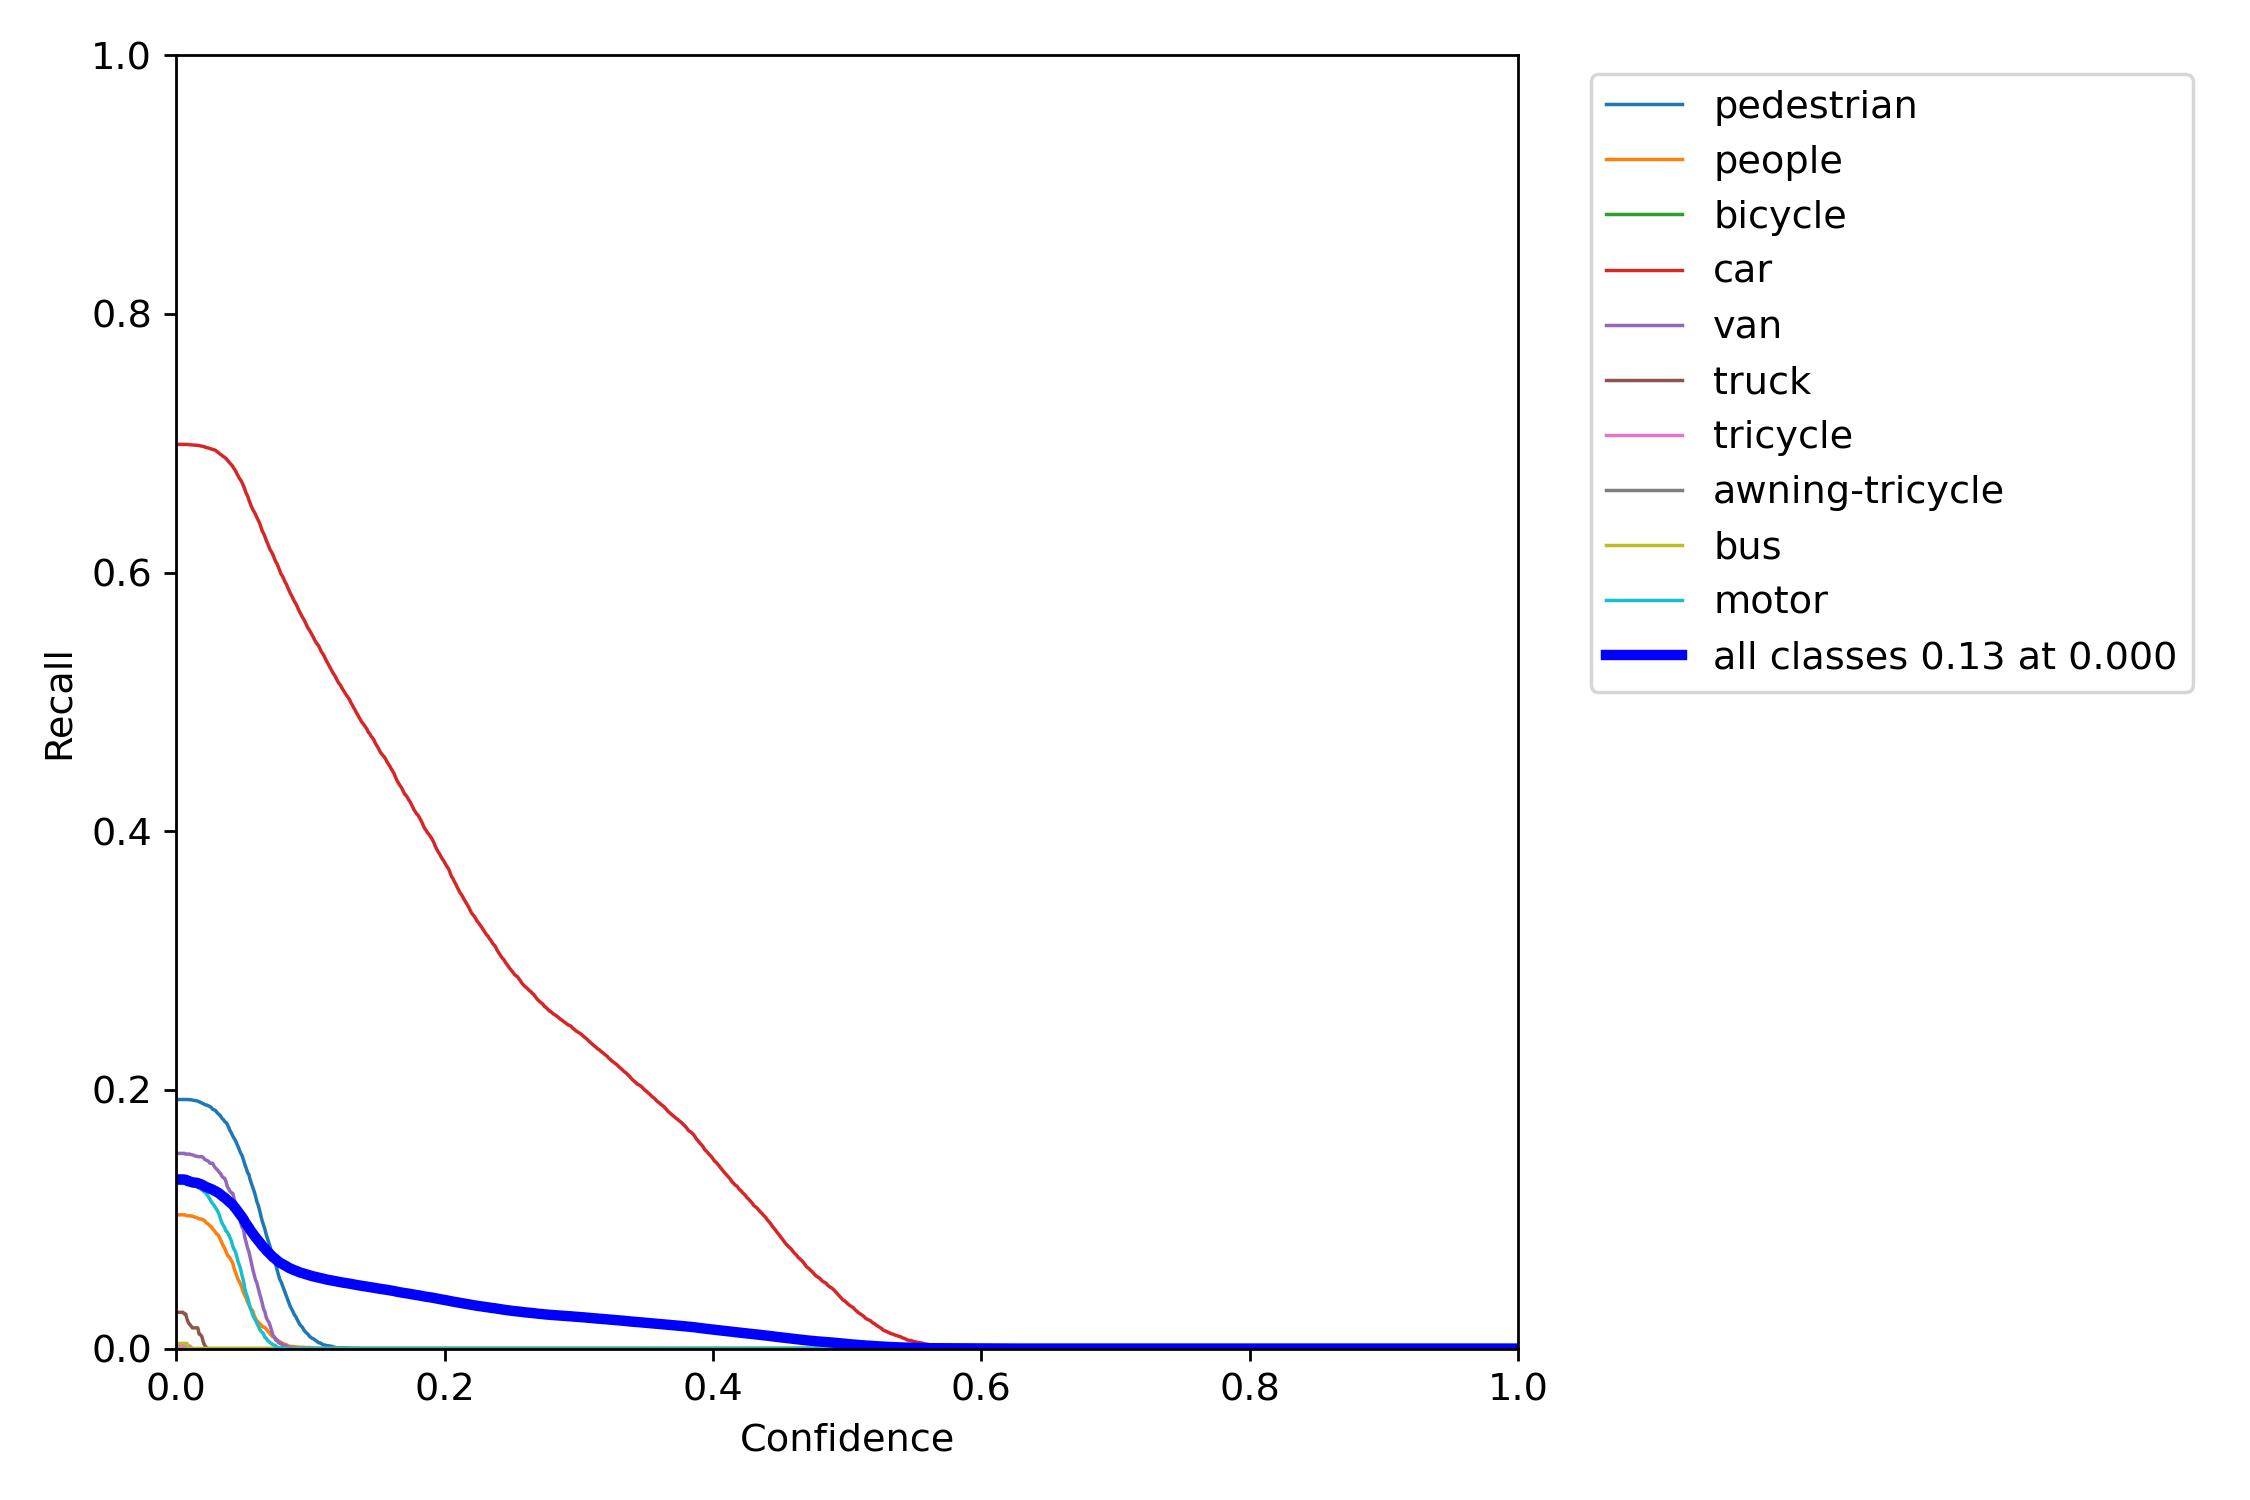 1.0
0.8
0.6
0.4
0.2
0.0
Recall
0.0 0.2 0.4 0.6 0.8 1.0
Confidence
pedestrian
people
bicycle
car
van
truck
tricycle
awning-tricycle
bus
motor
all classes 0.13 at 0.000